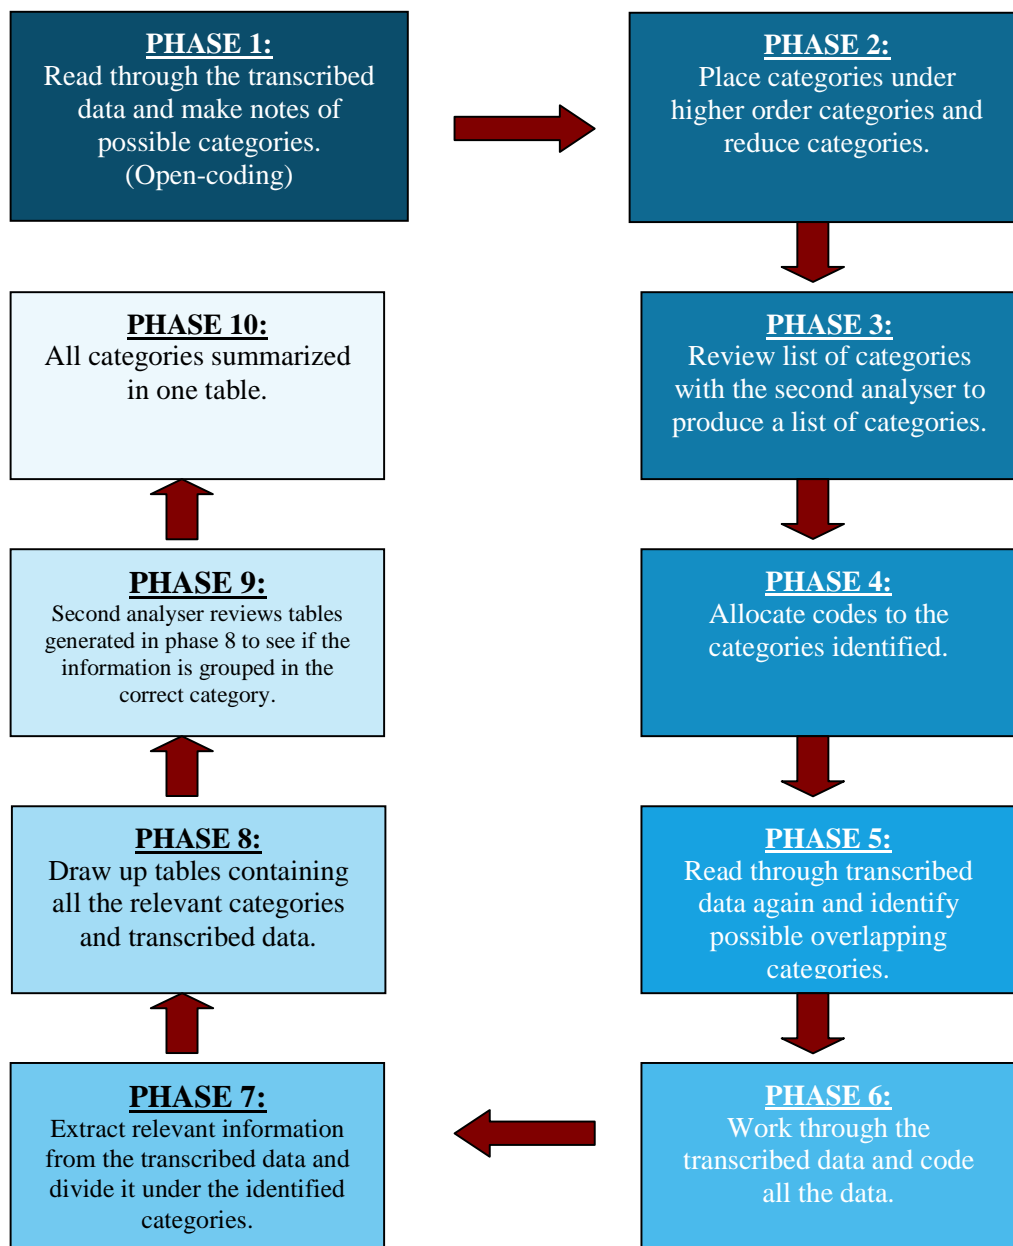 PHASE 1:
Read through the transcribed
data and make notes of
possible categories.
(Open-coding)
PHASE 2:
Place categories under
higher order categories and
reduce categories.
PHASE 3:
Review list of categories
with the second analyser to
produce a list of categories.
PHASE 4:
Allocate codes to the
categories identified.
PHASE 5:
Read through transcribed
data again and identify
possible overlapping
categories.
PHASE 6:
Work through the
transcribed data and code
all the data.
PHASE 7:
Extract relevant information
from the transcribed data and
divide it under the identified
categories.
PHASE 8:
Draw up tables containing
all the relevant categories
and transcribed data.
PHASE 9:
Second analyser reviews tables
generated in phase 8 to see if the
information is grouped in the
correct category.
PHASE 10:
All categories summarized
in one table.